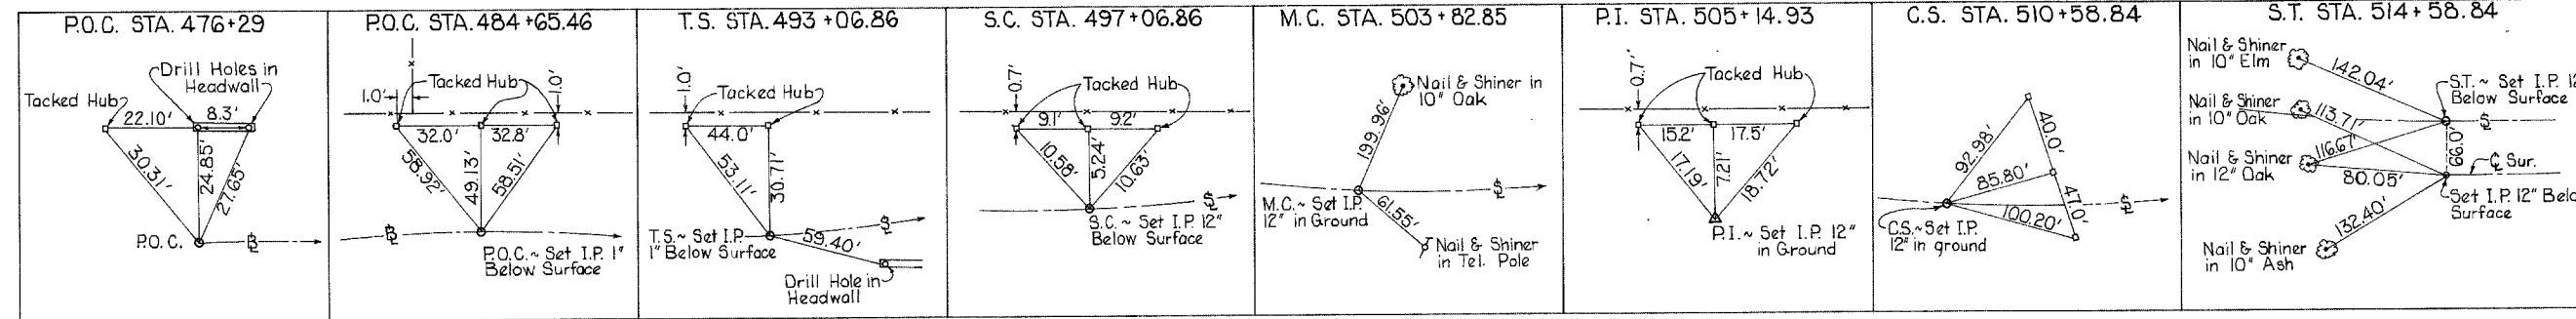 P.O.C. STA. 476+29
Drill Holes in
Headwall
Tacked Hub
22.10'
8.3'
30.31'
24.85'
27.65'
P.O.C.
B̵L
P.O.C. STA. 484+65.46
Tacked Hub
1.0'
1.0'
32.0'
32.8'
58.92'
49.13'
58.51'
P.O.C.~ Set I.P. 1"
Below Surface
T.S. STA. 493+06.86
1.0'
Tacked Hub
44.0'
53.11'
30.71'
T.S.~ Set I.P.
1" Below Surface
59.40'
Drill Hole in
Headwall
S.C. STA. 497+06.86
0.7'
Tacked Hub
9.1'
9.2'
10.58'
5.24'
10.63'
S.C.~ Set I.P. 12"
Below Surface
M.C. STA. 503+82.85
Nail & Shiner in
10" Oak
199.96'
M.C.~ Set I.P.
12" in Ground
61.55'
Nail & Shiner
in Tel. Pole
P.I. STA. 505+14.93
0.7'
Tacked Hub
15.2'
17.5'
17.19'
7.21'
18.72'
P.I.~ Set I.P. 12"
in Ground
C.S. STA. 510+58.84
92.98'
40.0'
85.80'
47.0'
100.20'
C.S.~Set I.P.
12" in ground
S.T. STA. 514+58.84
Nail & Shiner
in 10" Elm
142.04'
S.T.~ Set I.P. 12
Below Surface
Nail & Shiner
in 10" Oak
113.71'
116.67'
66.0'
Nail & Shiner
in 12" Oak
80.05'
℄ Sur.
Set I.P. 12" Belo
Surface
132.40'
Nail & Shiner
in 10" Ash